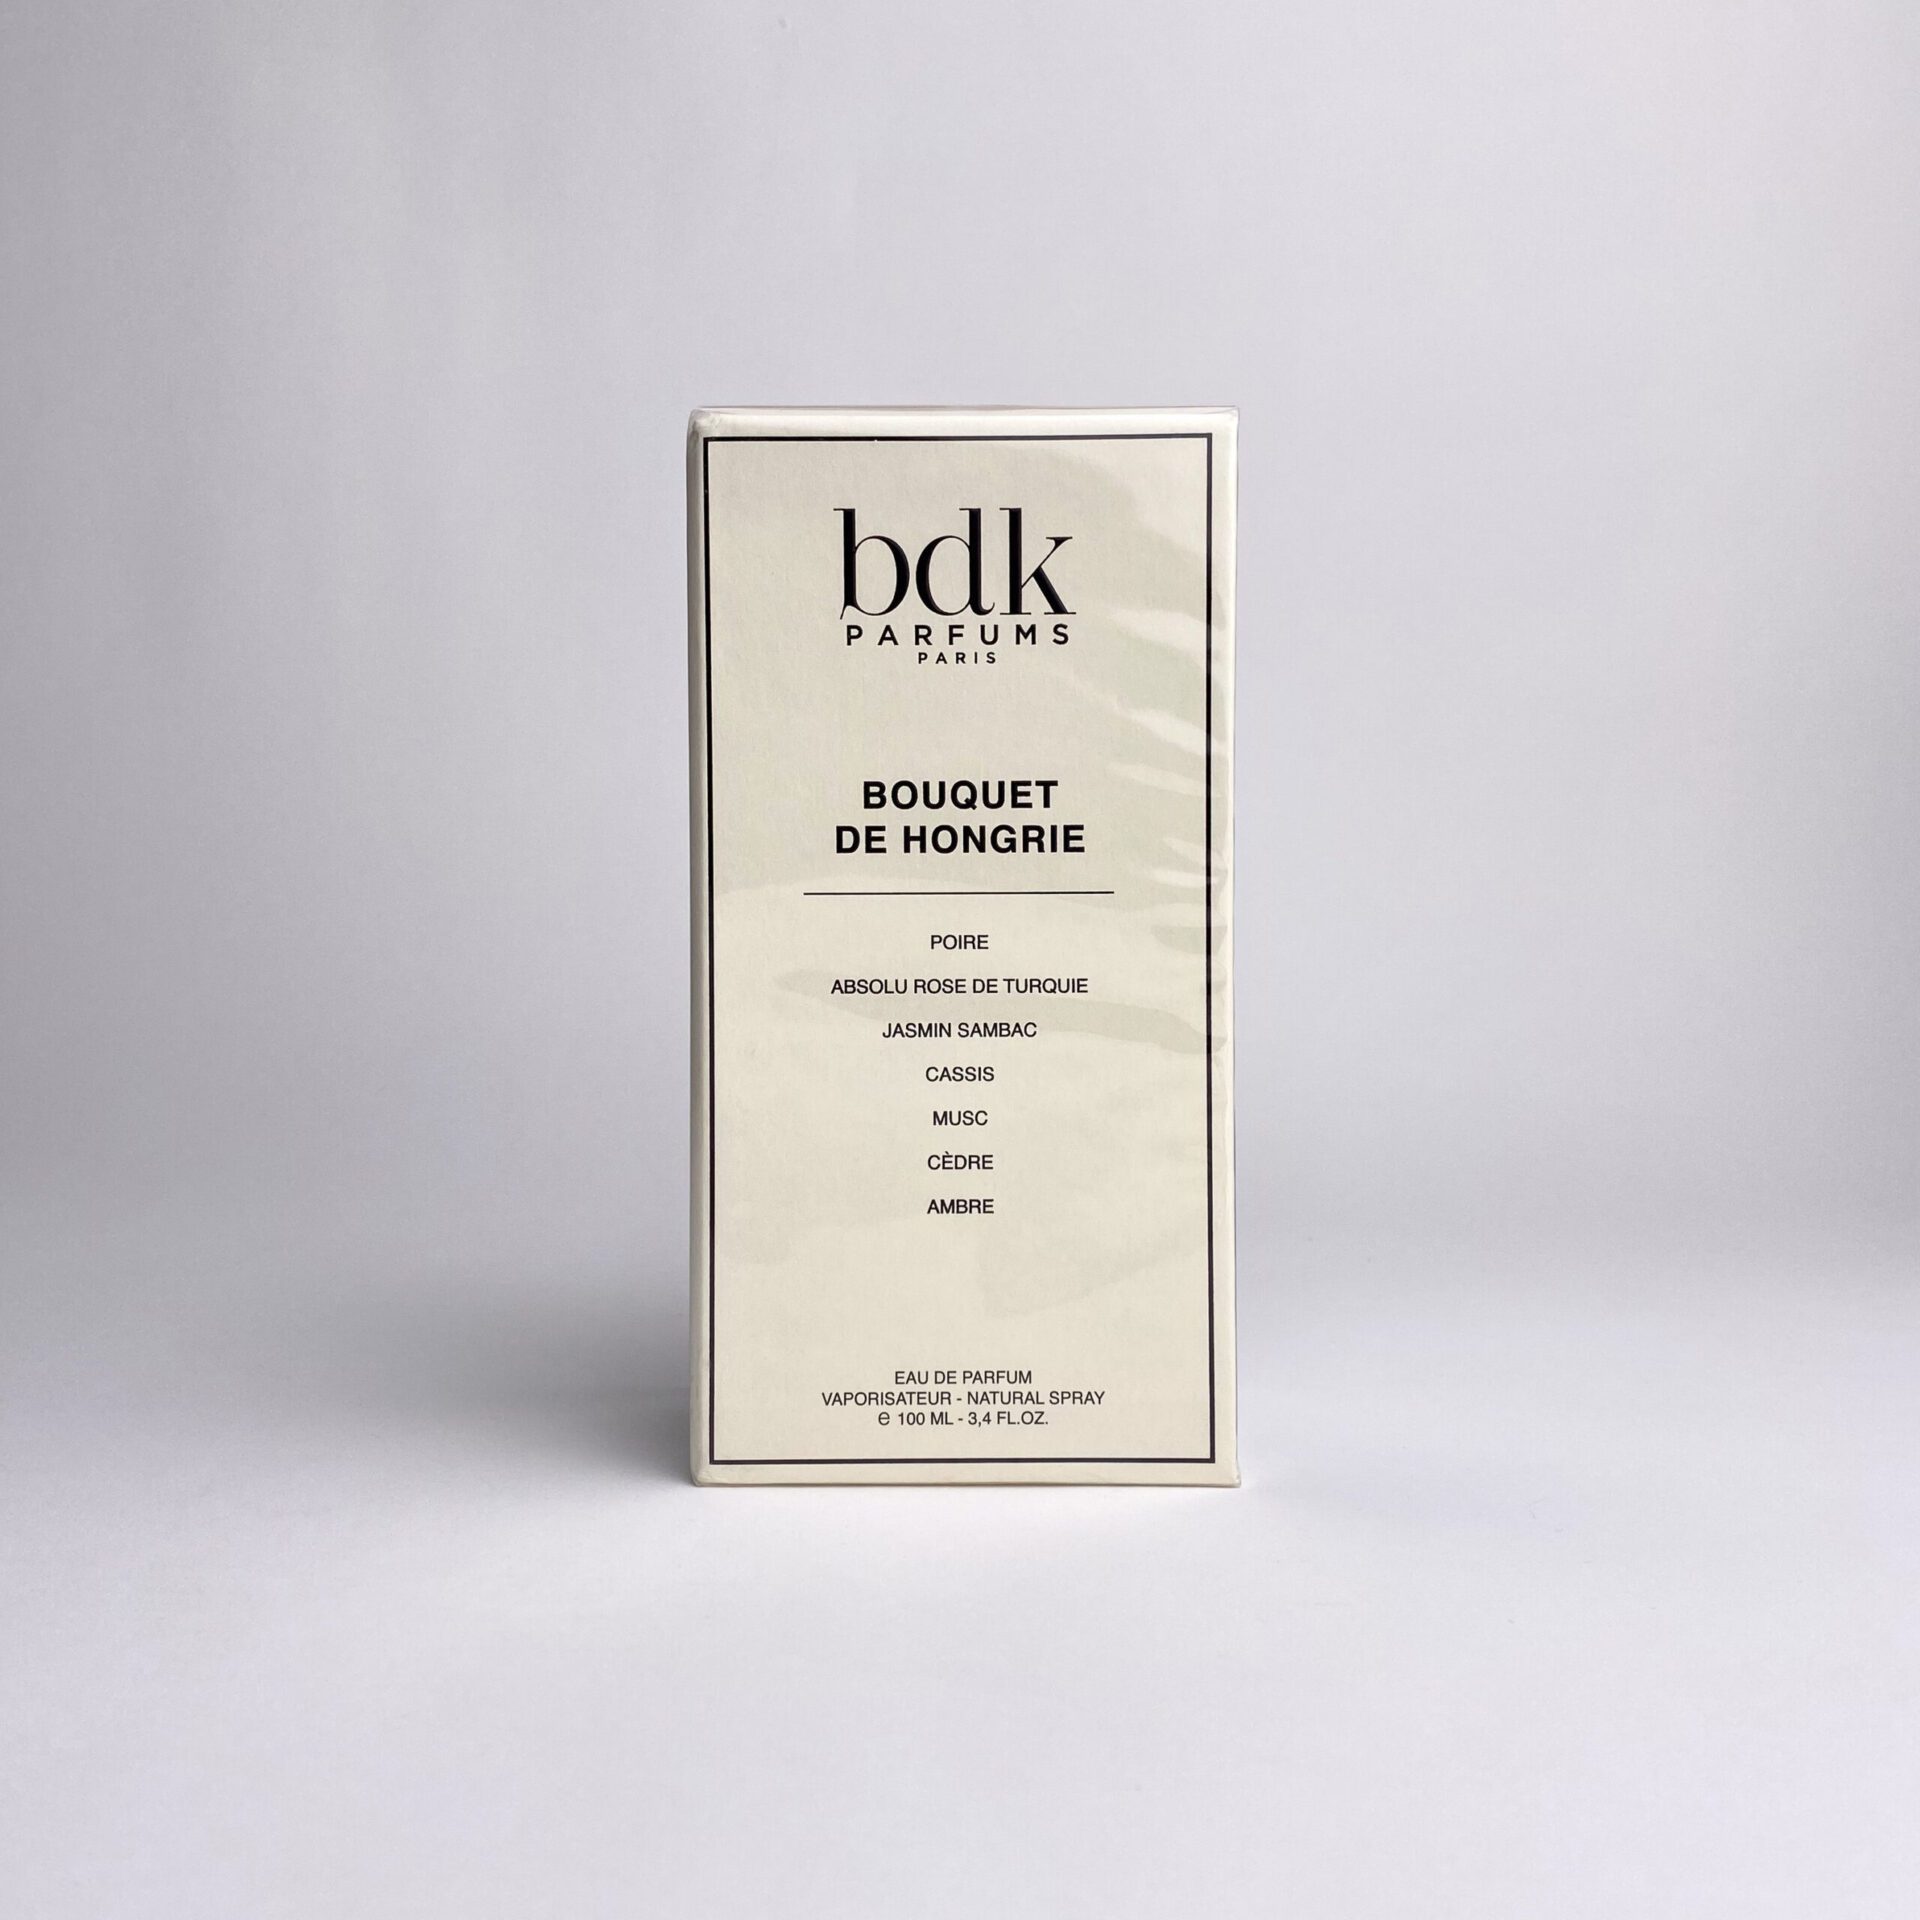 bdk
PARFUMS
PARIS
BOUQUET
DE HONGRIE
POIRE
ABSOLU ROSE DE TURQUIE
JASMIN SAMBAC
CASSIS
MUSC
CÈDRE
AMBRE
EAU DE PARFUM
VAPORISATEUR - NATURAL SPRAY
℮ 100 ML - 3,4 FL.OZ.